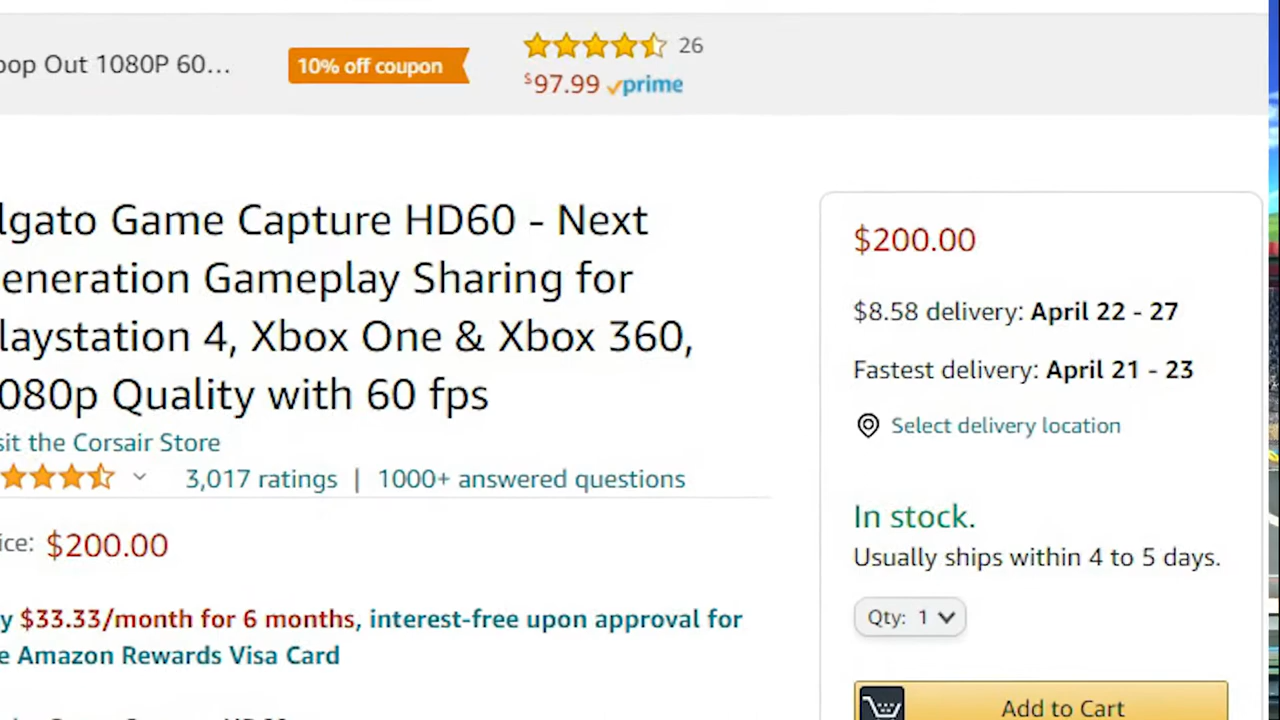 oop Out 1080P 60...
10% off coupon
26
$97.99 prime
lgato Game Capture HD60 - Next
eneration Gameplay Sharing for
laystation 4, Xbox One & Xbox 360,
080p Quality with 60 fps
sit the Corsair Store
3,017 ratings | 1000+ answered questions
ice: $200.00
y $33.33/month for 6 months, interest-free upon approval for
e Amazon Rewards Visa Card
$200.00
$8.58 delivery: April 22 - 27
Fastest delivery: April 21 - 23
Select delivery location
In stock.
Usually ships within 4 to 5 days.
Qty: 1
Add to Cart